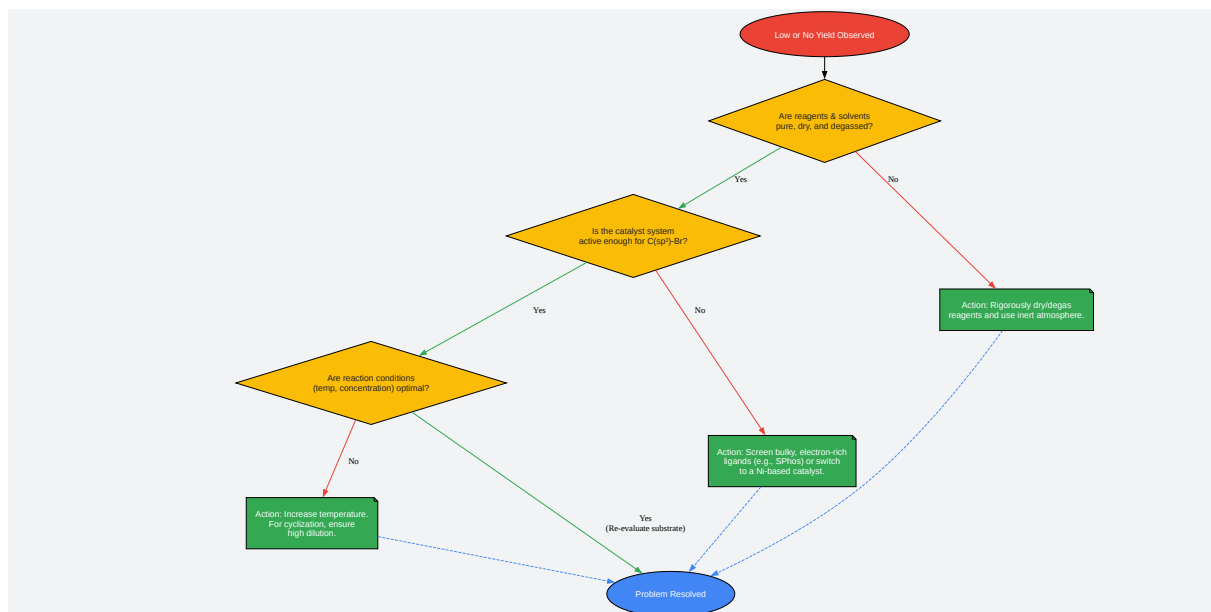 Low or No Yield Observed
Are reagents & solvents
pure, dry, and degassed?
Yes
No
Is the catalyst system
active enough for C(sp³)-Br?
Yes
No
Action: Rigorously dry/degas
reagents and use inert atmosphere.
Are reaction conditions
(temp, concentration) optimal?
No
Action: Screen bulky, electron-rich
ligands (e.g., SPhos) or switch
to a Ni-based catalyst.
Action: Increase temperature.
For cyclization, ensure
high dilution.
Yes
(Re-evaluate substrate)
Problem Resolved